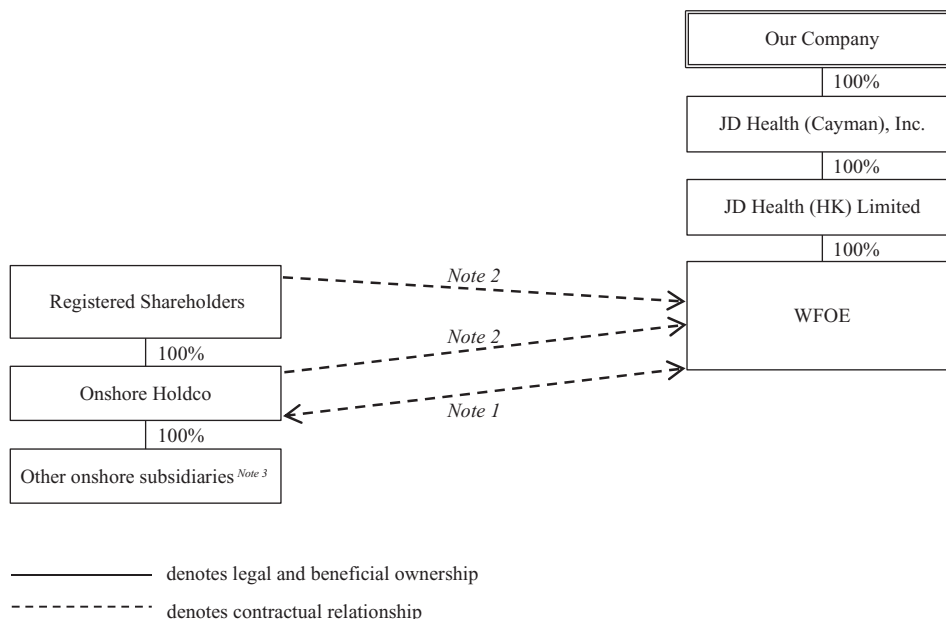 Our Company
100%
JD Health (Cayman), Inc.
100%
JD Health (HK) Limited
100%
WFOE
Registered Shareholders
Note 2
100%
Note 2
Onshore Holdco
Note 1
100%
Other onshore subsidiaries Note 3
denotes legal and beneficial ownership
denotes contractual relationship